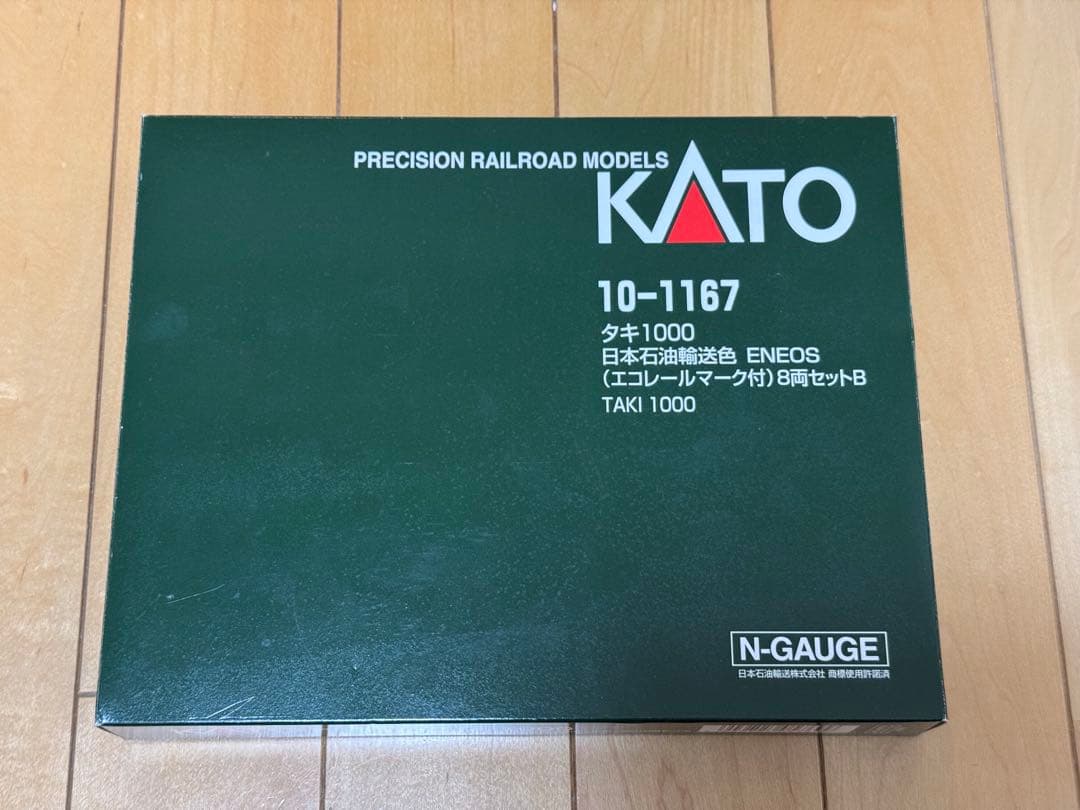 PRECISION RAILROAD MODELS
KATO
10-1167
タキ1000
日本石油輸送色 ENEOS
(エコレールマーク付)8両セットB
TAKI 1000
N-GAUGE
日本石油輸送株式会社 商標使用許諾済